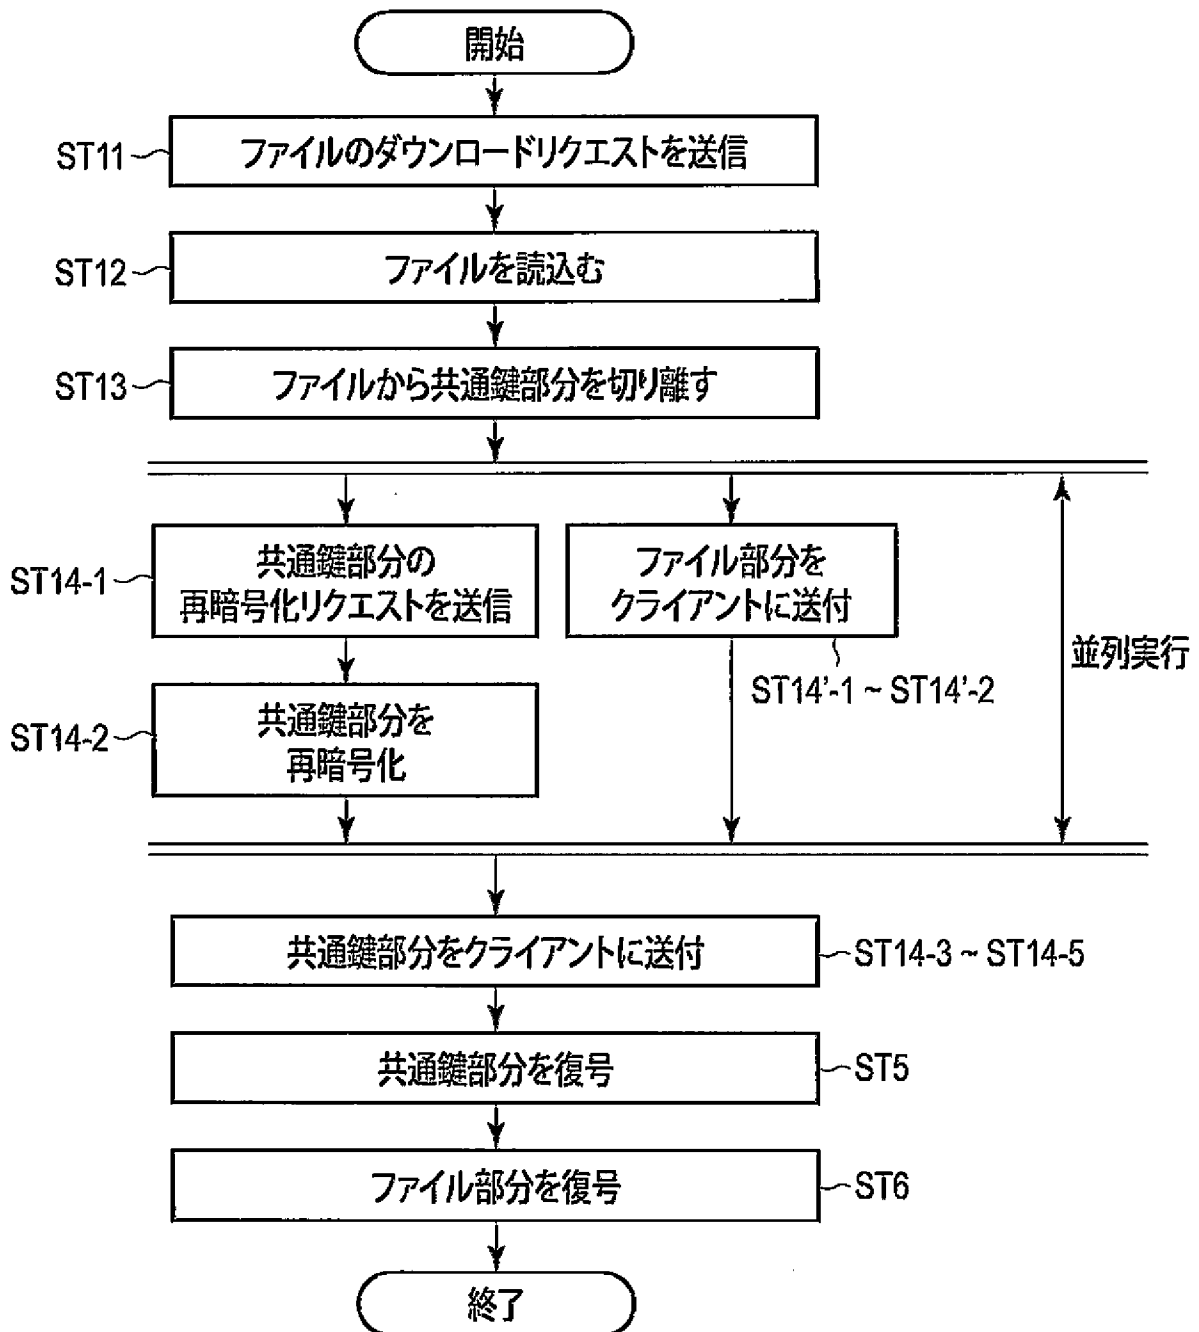 開始
ST11
ファイルのダウンロードリクエストを送信
ST12
ファイルを読込む
ST13
ファイルから共通鍵部分を切り離す
ST14-1
共通鍵部分の
再暗号化リクエストを送信
ファイル部分を
クライアントに送付
ST14'-1 ~ ST14'-2
並列実行
ST14-2
共通鍵部分を
再暗号化
共通鍵部分をクライアントに送付
ST14-3 ~ ST14-5
共通鍵部分を復号
ST5
ファイル部分を復号
ST6
終了